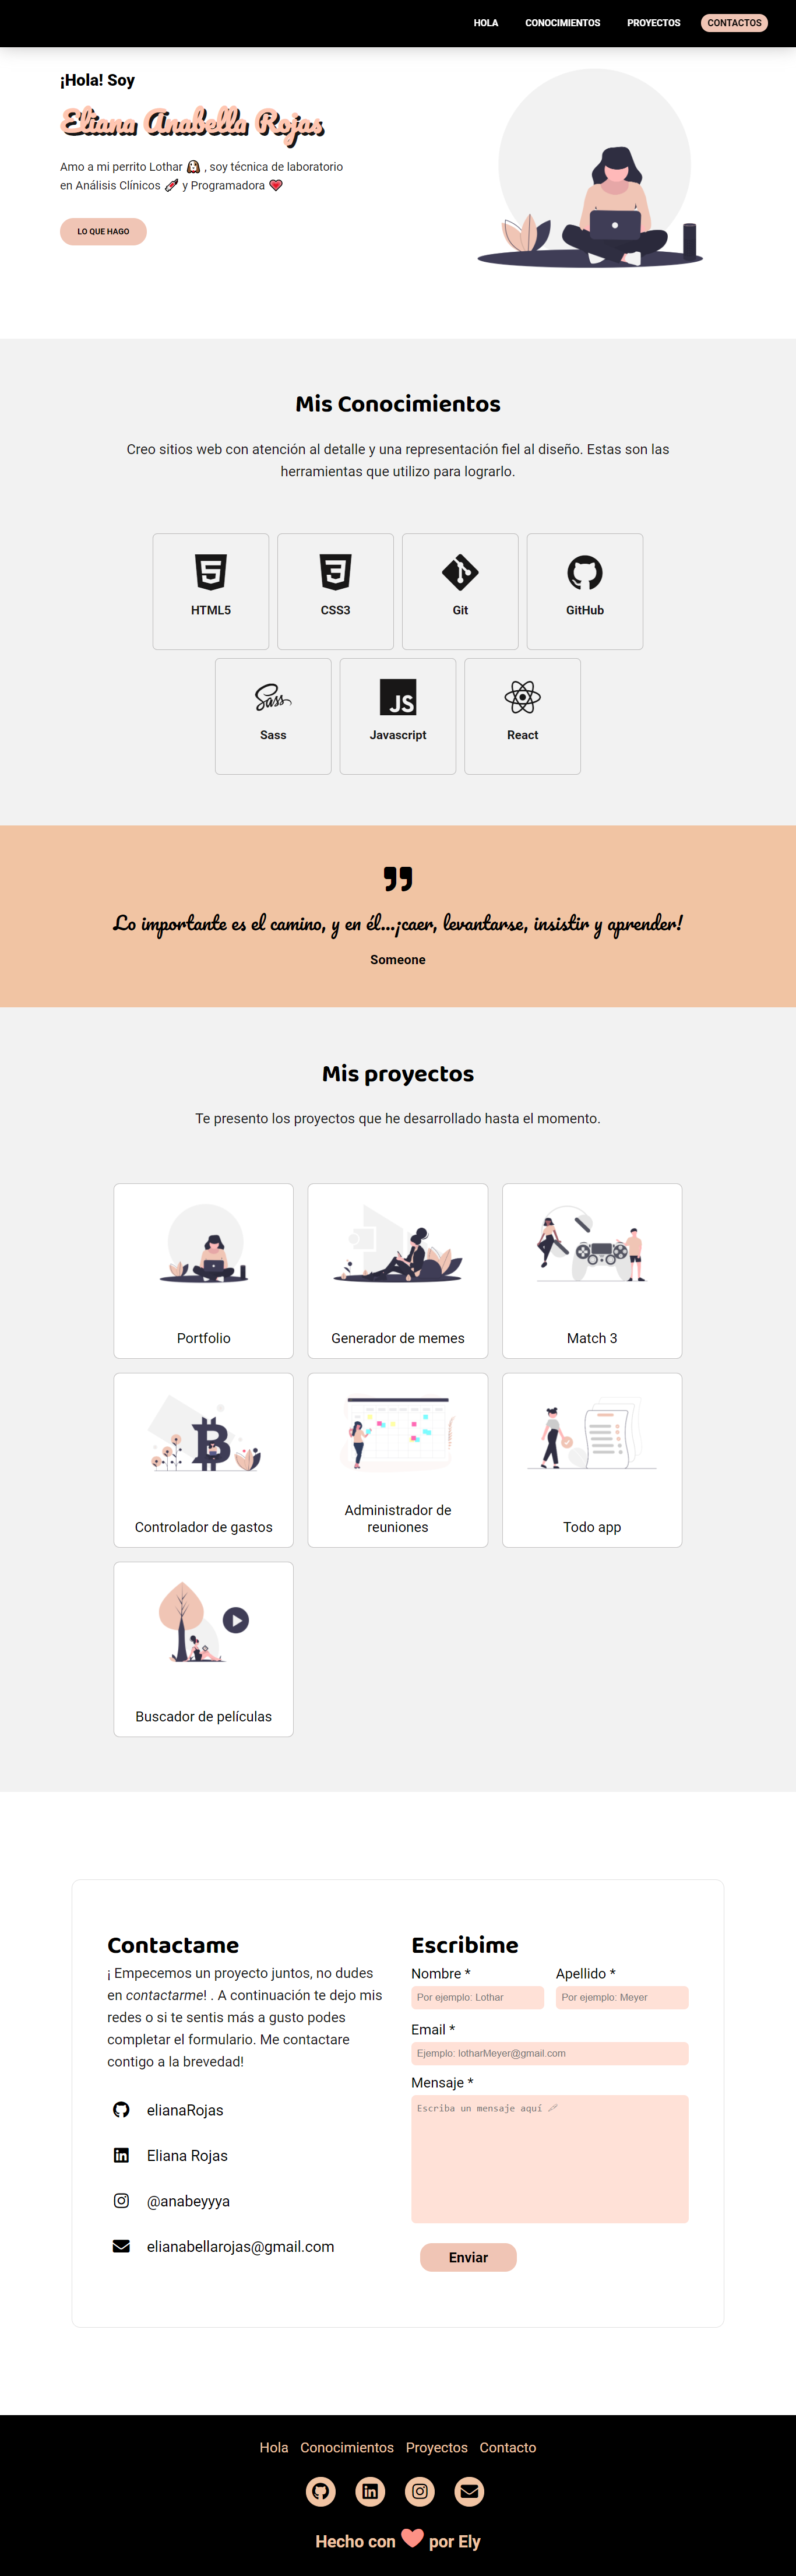 HOLA CONOCIMIENTOS PROYECTOS CONTACTOS
¡Hola! Soy
Eliana Anabella Rojas
Amo a mi perrito Lothar 🐶 , soy técnica de laboratorio
en Análisis Clínicos 💉 y Programadora 💗
LO QUE HAGO
Mis Conocimientos
Creo sitios web con atención al detalle y una representación fiel al diseño. Estas son las
herramientas que utilizo para lograrlo.
HTML5 CSS3 Git GitHub
Sass Javascript React
Lo importante es el camino, y en él...¡caer, levantarse, insistir y aprender!
Someone
Mis proyectos
Te presento los proyectos que he desarrollado hasta el momento.
Portfolio Generador de memes Match 3
Controlador de gastos
Administrador de
reuniones
Todo app
Buscador de películas
Contactame
¡ Empecemos un proyecto juntos, no dudes
en contactarme! . A continuación te dejo mis
redes o si te sentis más a gusto podes
completar el formulario. Me contactare
contigo a la brevedad!
elianaRojas
Eliana Rojas
@anabeyyya
elianabellarojas@gmail.com
Escribime
Nombre * Apellido *
Por ejemplo: Lothar Por ejemplo: Meyer
Email *
Ejemplo: lotharMeyer@gmail.com
Mensaje *
Escriba un mensaje aquí 🖋
Enviar
Hola Conocimientos Proyectos Contacto
Hecho con ❤ por Ely